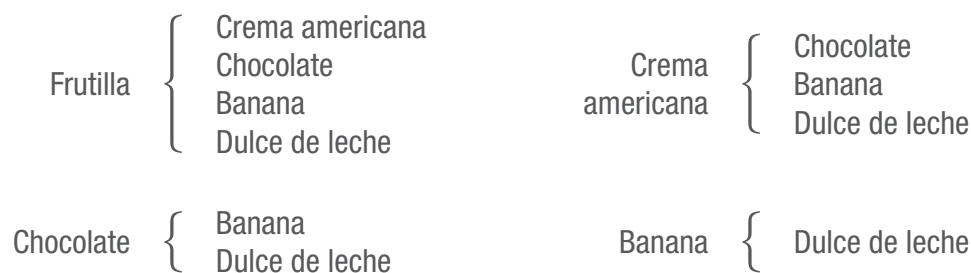 Frutilla
Crema americana
Chocolate
Banana
Dulce de leche
Crema
americana
Chocolate
Banana
Dulce de leche
Chocolate
Banana
Dulce de leche
Banana
Dulce de leche